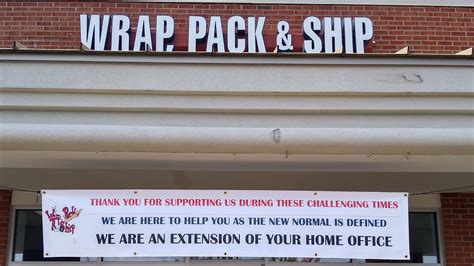 WRAP, PACK & SHIP
THANK YOU FOR SUPPORTING US DURING THESE CHALLENGING TIMES
WE ARE HERE TO HELP YOU AS THE NEW NORMAL IS DEFINED
WE ARE AN EXTENSION OF YOUR HOME OFFICE